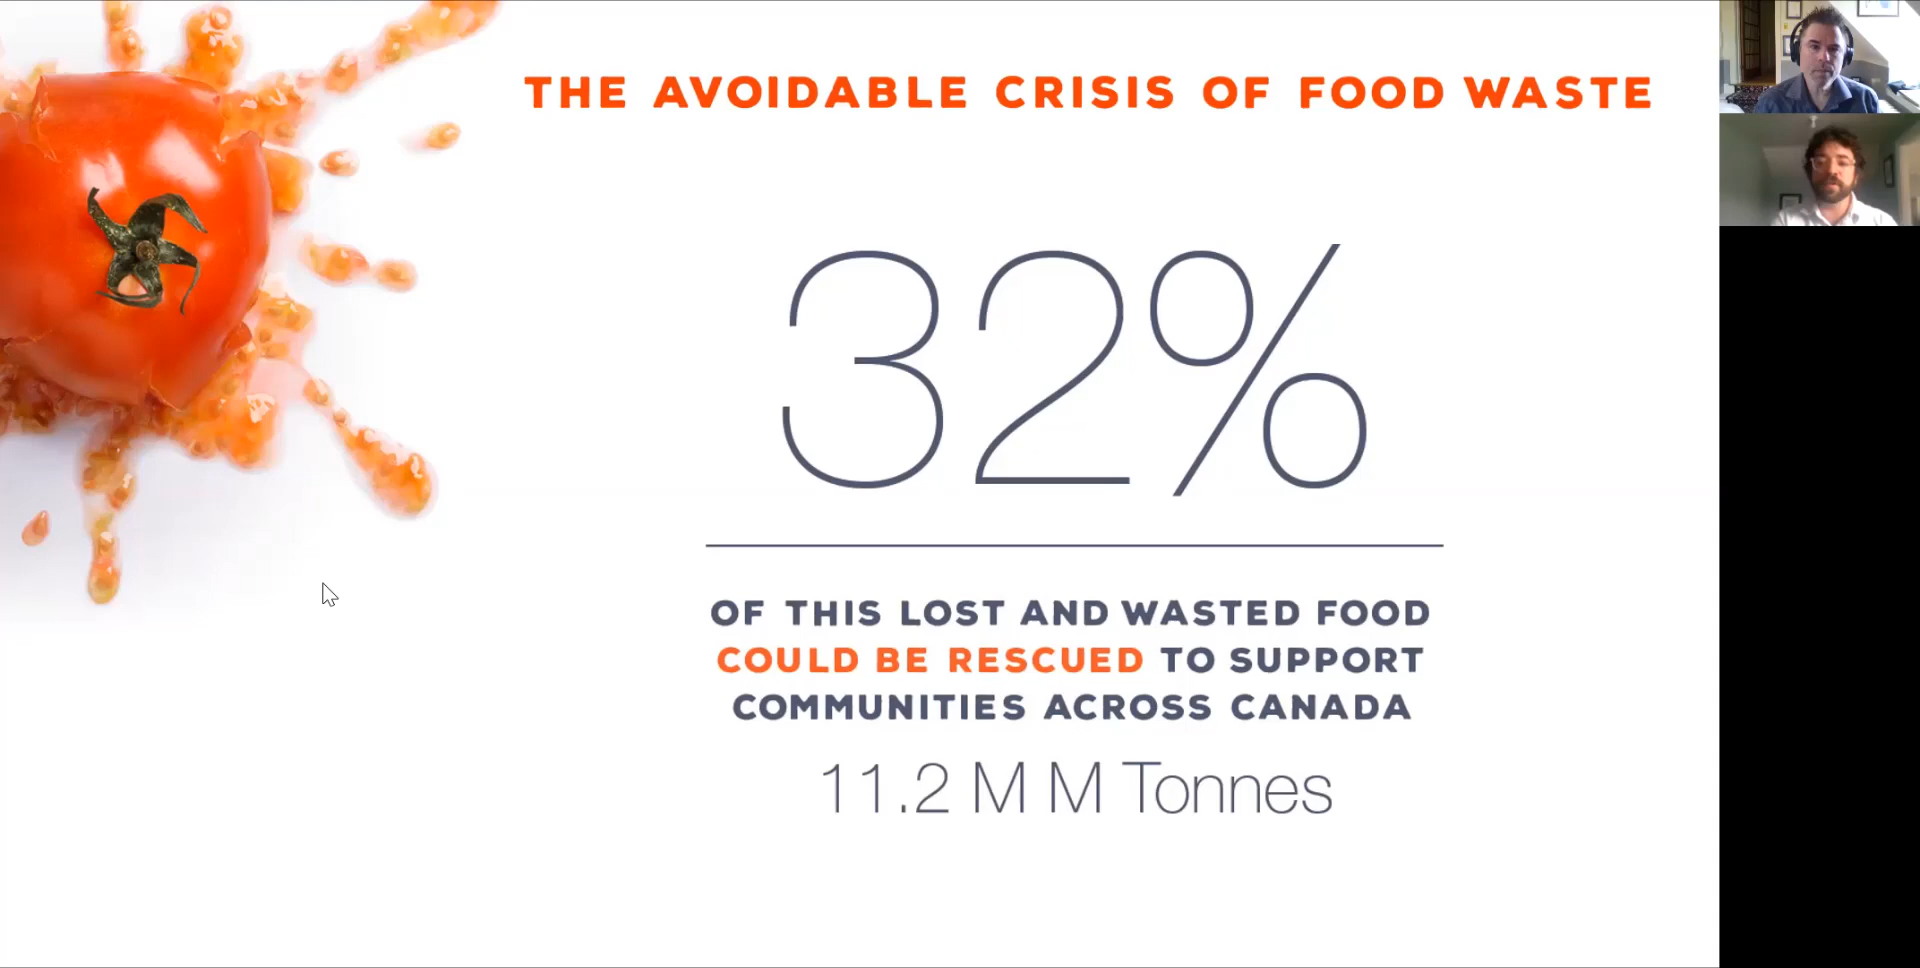 THE AVOIDABLE CRISIS OF FOOD WASTE
32%
OF THIS LOST AND WASTED FOOD
COULD BE RESCUED TO SUPPORT
COMMUNITIES ACROSS CANADA
11.2 M M Tonnes